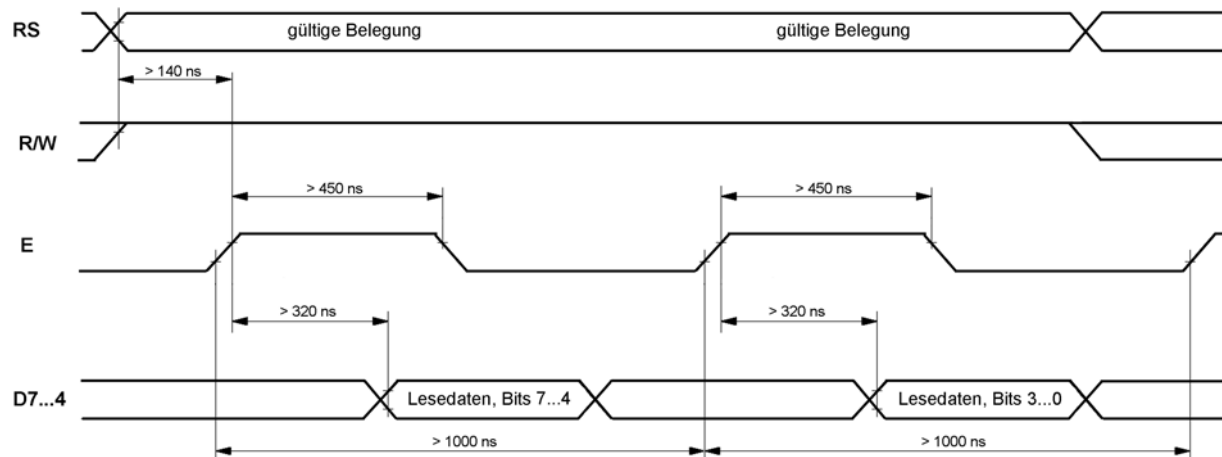 RS
gültige Belegung
gültige Belegung
> 140 ns
R/W
> 450 ns
> 450 ns
E
> 320 ns
> 320 ns
D7...4
Lesedaten, Bits 7...4
Lesedaten, Bits 3...0
> 1000 ns
> 1000 ns